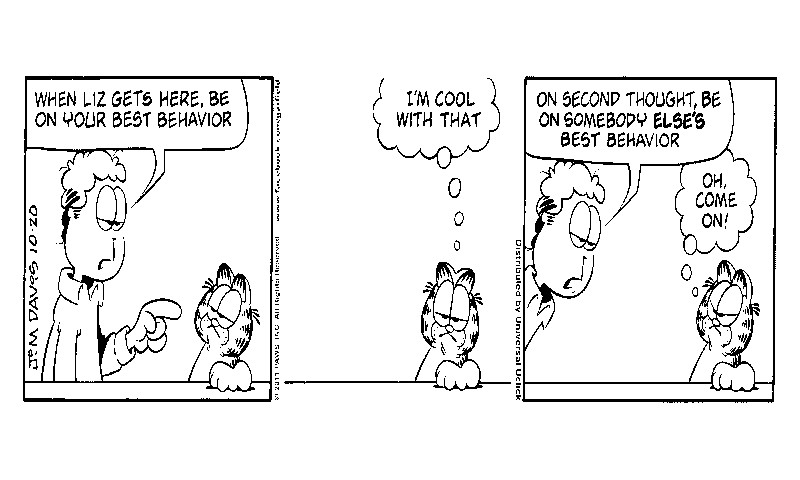 WHEN LIZ GETS HERE, BE
ON YOUR BEST BEHAVIOR
JIM DAVIS 10·20
I'M COOL
WITH THAT
ON SECOND THOUGHT, BE
ON SOMEBODY ELSE'S
BEST BEHAVIOR
OH,
COME
ON!
Distributed by Universal Uclick